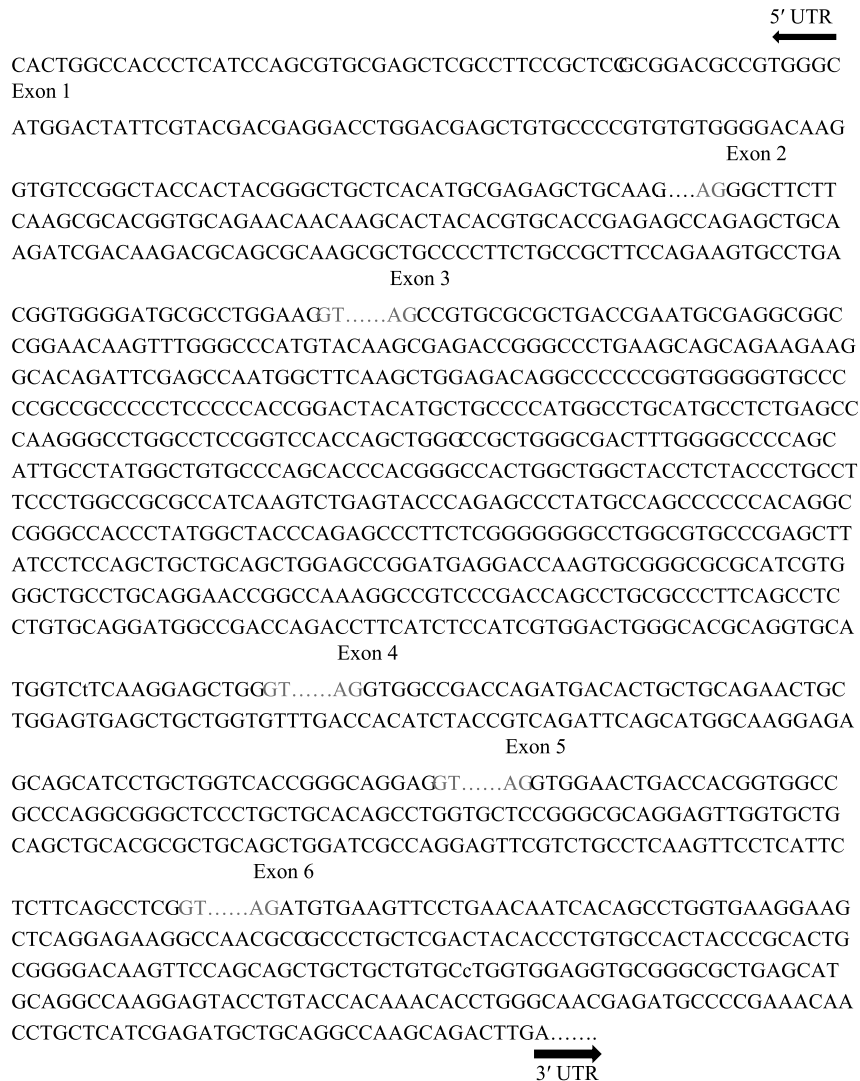 5′ UTR
CACTGGCCACCCTCATCCAGCGTGCGAGCTCGCCTTCCGCTCCGCGGACGCCGTGGGC
Exon 1
ATGGACTATTCGTACGACGAGGACCTGGACGAGCTGTGCCCCGTGTGTGGGGACAAG
Exon 2
GTGTCCGGCTACCACTACGGGCTGCTCACATGCGAGAGCTGCAAG....AGGGCTTCTT
CAAGCGCACGGTGCAGAACAACAAGCACTACACGTGCACCGAGAGCCAGAGCTGCA
AGATCGACAAGACGCAGCGCAAGCGCTGCCCCTTCTGCCGCTTCCAGAAGTGCCTGA
Exon 3
CGGTGGGGATGCGCCTGGAAGGT......AGCCGTGCGCGCTGACCGAATGCGAGGCGGC
CGGAACAAGTTTGGGCCCATGTACAAGCGAGACCGGGCCCTGAAGCAGCAGAAGAAG
GCACAGATTCGAGCCAATGGCTTCAAGCTGGAGACAGGCCCCCCGGTGGGGGTGCCC
CCGCCGCCCCCTCCCCCACCGGACTACATGCTGCCCCATGGCCTGCATGCCTCTGAGCC
CAAGGGCCTGGCCTCCGGTCCACCAGCTGGGCCGCTGGGCGACTTTGGGGCCCCAGC
ATTGCCTATGGCTGTGCCCAGCACCCACGGGCCACTGGCTGGCTACCTCTACCCTGCCT
TCCCTGGCCGCGCCATCAAGTCTGAGTACCCAGAGCCCTATGCCAGCCCCCCACAGGC
CGGGCCACCCTATGGCTACCCAGAGCCCTTCTCGGGGGGGCCTGGCGTGCCCGAGCTT
ATCCTCCAGCTGCTGCAGCTGGAGCCGGATGAGGACCAAGTGCGGGCGCGCATCGTG
GGCTGCCTGCAGGAACCGGCCAAAGGCCGTCCCGACCAGCCTGCGCCCTTCAGCCTC
CTGTGCAGGATGGCCGACCAGACCTTCATCTCCATCGTGGACTGGGCACGCAGGTGCA
Exon 4
TGGTCtTCAAGGAGCTGGGT......AGGTGGCCGACCAGATGACACTGCTGCAGAACTGC
TGGAGTGAGCTGCTGGTGTTTGACCACATCTACCGTCAGATTCAGCATGGCAAGGAGA
Exon 5
GCAGCATCCTGCTGGTCACCGGGCAGGAGGT......AGGTGGAACTGACCACGGTGGCC
GCCCAGGCGGGCTCCCTGCTGCACAGCCTGGTGCTCCGGGCGCAGGAGTTGGTGCTG
CAGCTGCACGCGCTGCAGCTGGATCGCCAGGAGTTCGTCTGCCTCAAGTTCCTCATTC
Exon 6
TCTTCAGCCTCGGT......AGATGTGAAGTTCCTGAACAATCACAGCCTGGTGAAGGAAG
CTCAGGAGAAGGCCAACGCCGCCCTGCTCGACTACACCCTGTGCCACTACCCGCACTG
CGGGGACAAGTTCCAGCAGCTGCTGCTGTGCcTGGTGGAGGTGCGGGCGCTGAGCAT
GCAGGCCAAGGAGTACCTGTACCACAAACACCTGGGCAACGAGATGCCCCGAAACAA
CCTGCTCATCGAGATGCTGCAGGCCAAGCAGACTTGA.......
3′ UTR